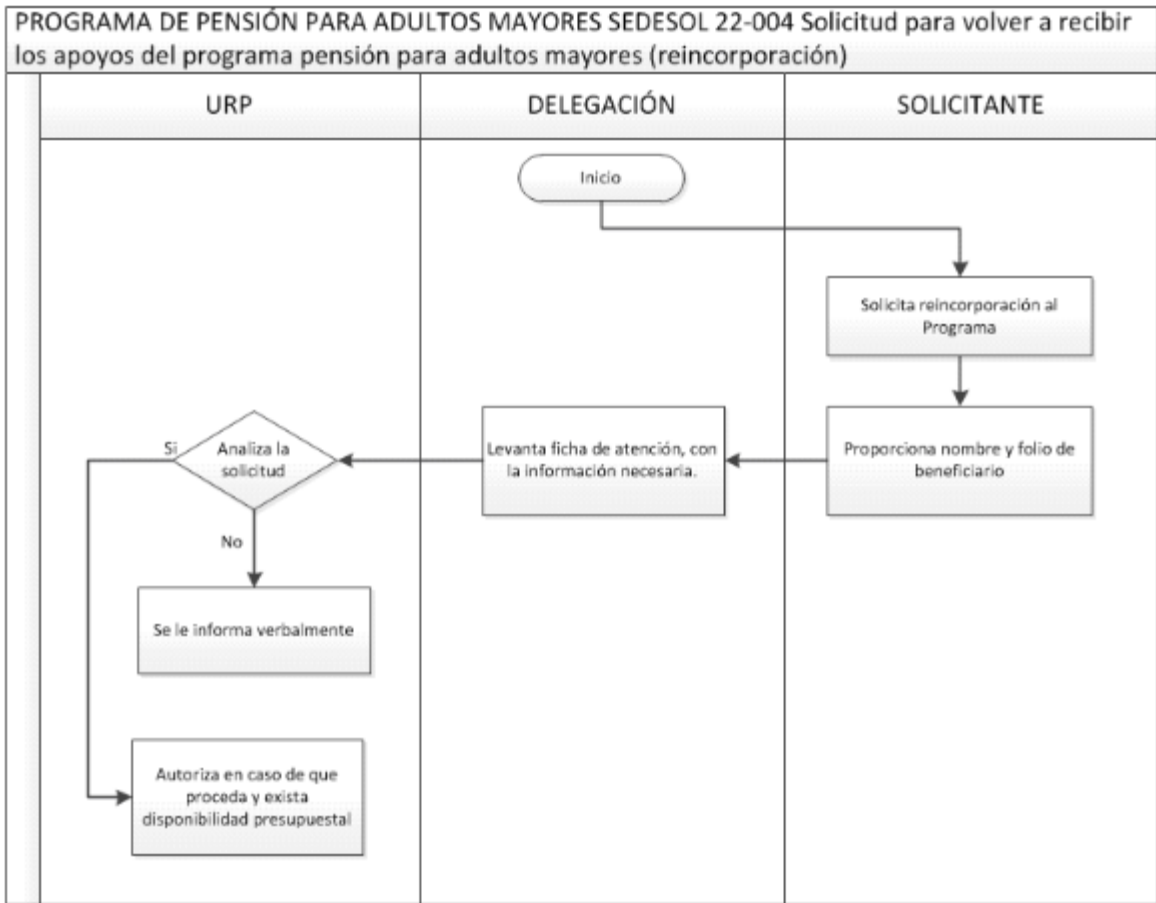 PROGRAMA DE PENSIÓN PARA ADULTOS MAYORES SEDESOL 22-004 Solicitud para volver a recibir
los apoyos del programa pensión para adultos mayores (reincorporación)
URP
DELEGACIÓN
SOLICITANTE
Inicio
Solicita reincorporación al
Programa
Proporciona nombre y folio de
beneficiario
Levanta ficha de atención, con
la información necesaria.
Analiza la
solicitud
Si
No
Se le informa verbalmente
Autoriza en caso de que
proceda y exista
disponibilidad presupuestal